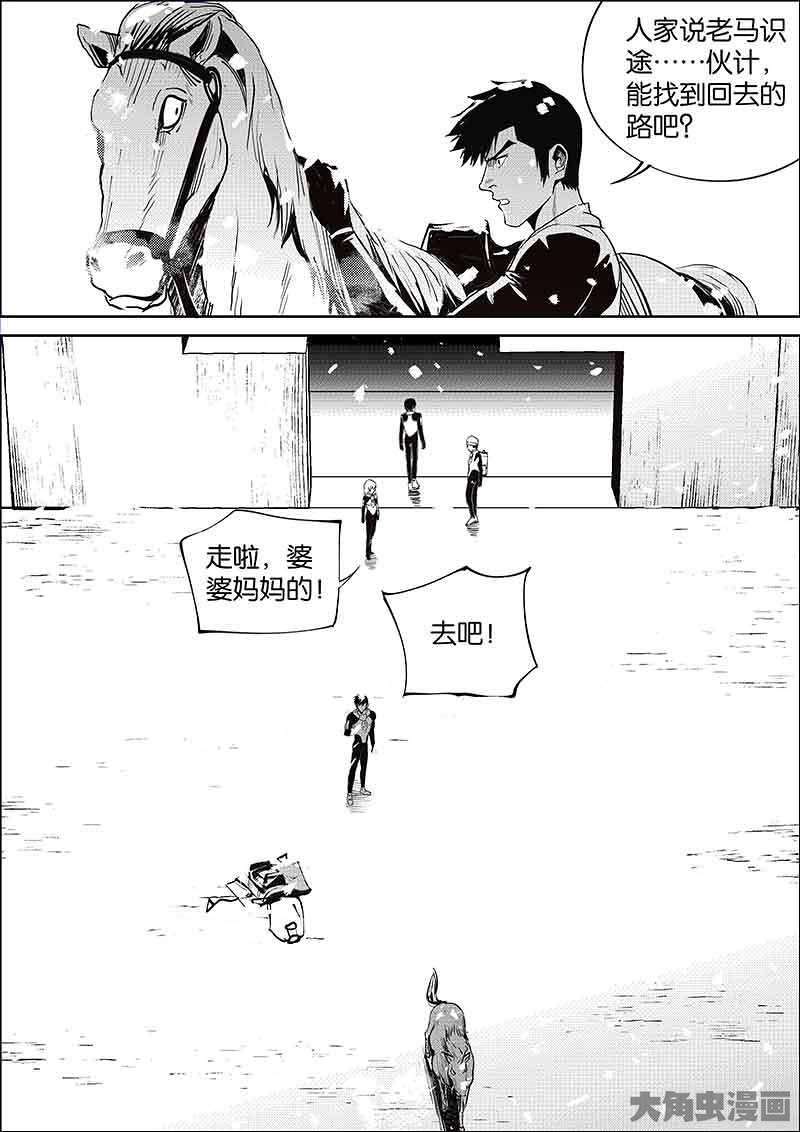 人家说老马识
途……伙计，
能找到回去的
路吧？
走啦，婆
婆妈妈的！
去吧！
大角虫漫画